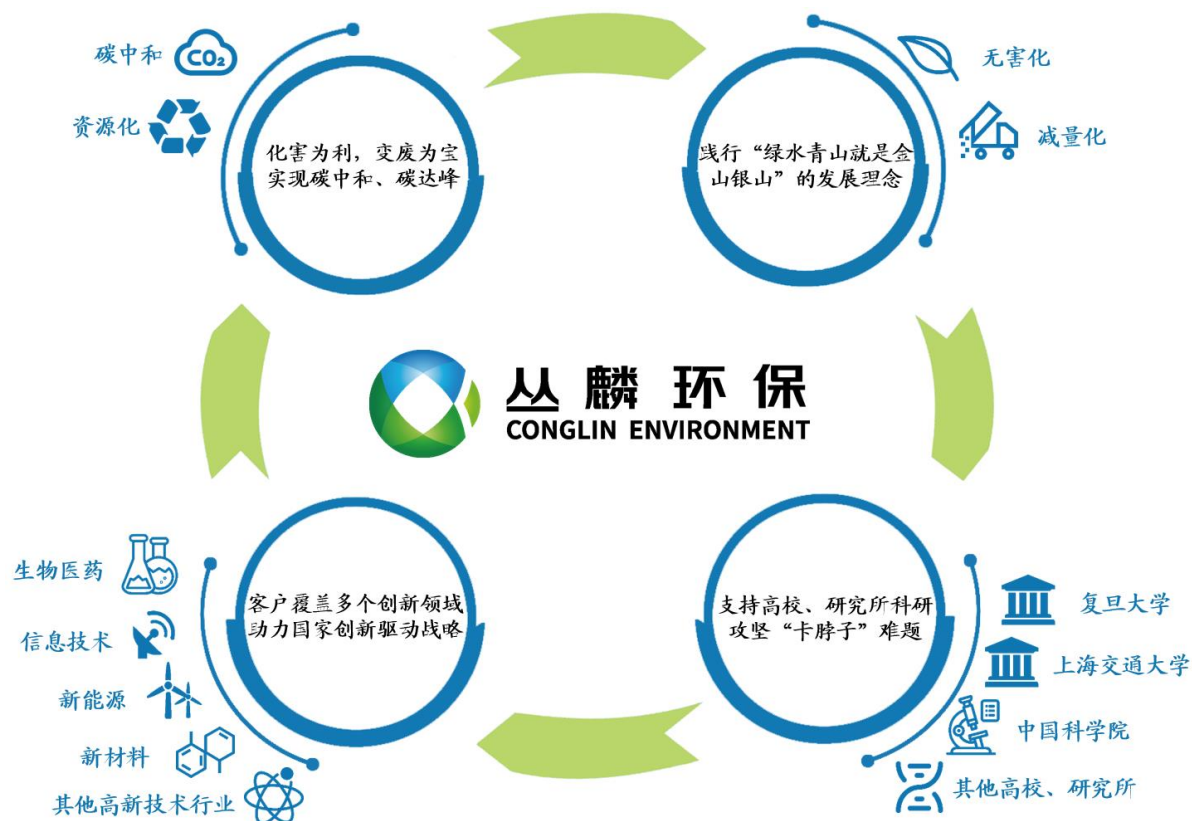 碳中和
CO₂
资源化
化害为利，变废为宝
实现碳中和、碳达峰
无害化
减量化
践行“绿水青山就是金
山银山”的发展理念
丛麟环保
CONGLIN ENVIRONMENT
生物医药
信息技术
新能源
新材料
其他高新技术行业
客户覆盖多个创新领域
助力国家创新驱动战略
支持高校、研究所科研
攻坚“卡脖子”难题
复旦大学
上海交通大学
中国科学院
其他高校、研究所